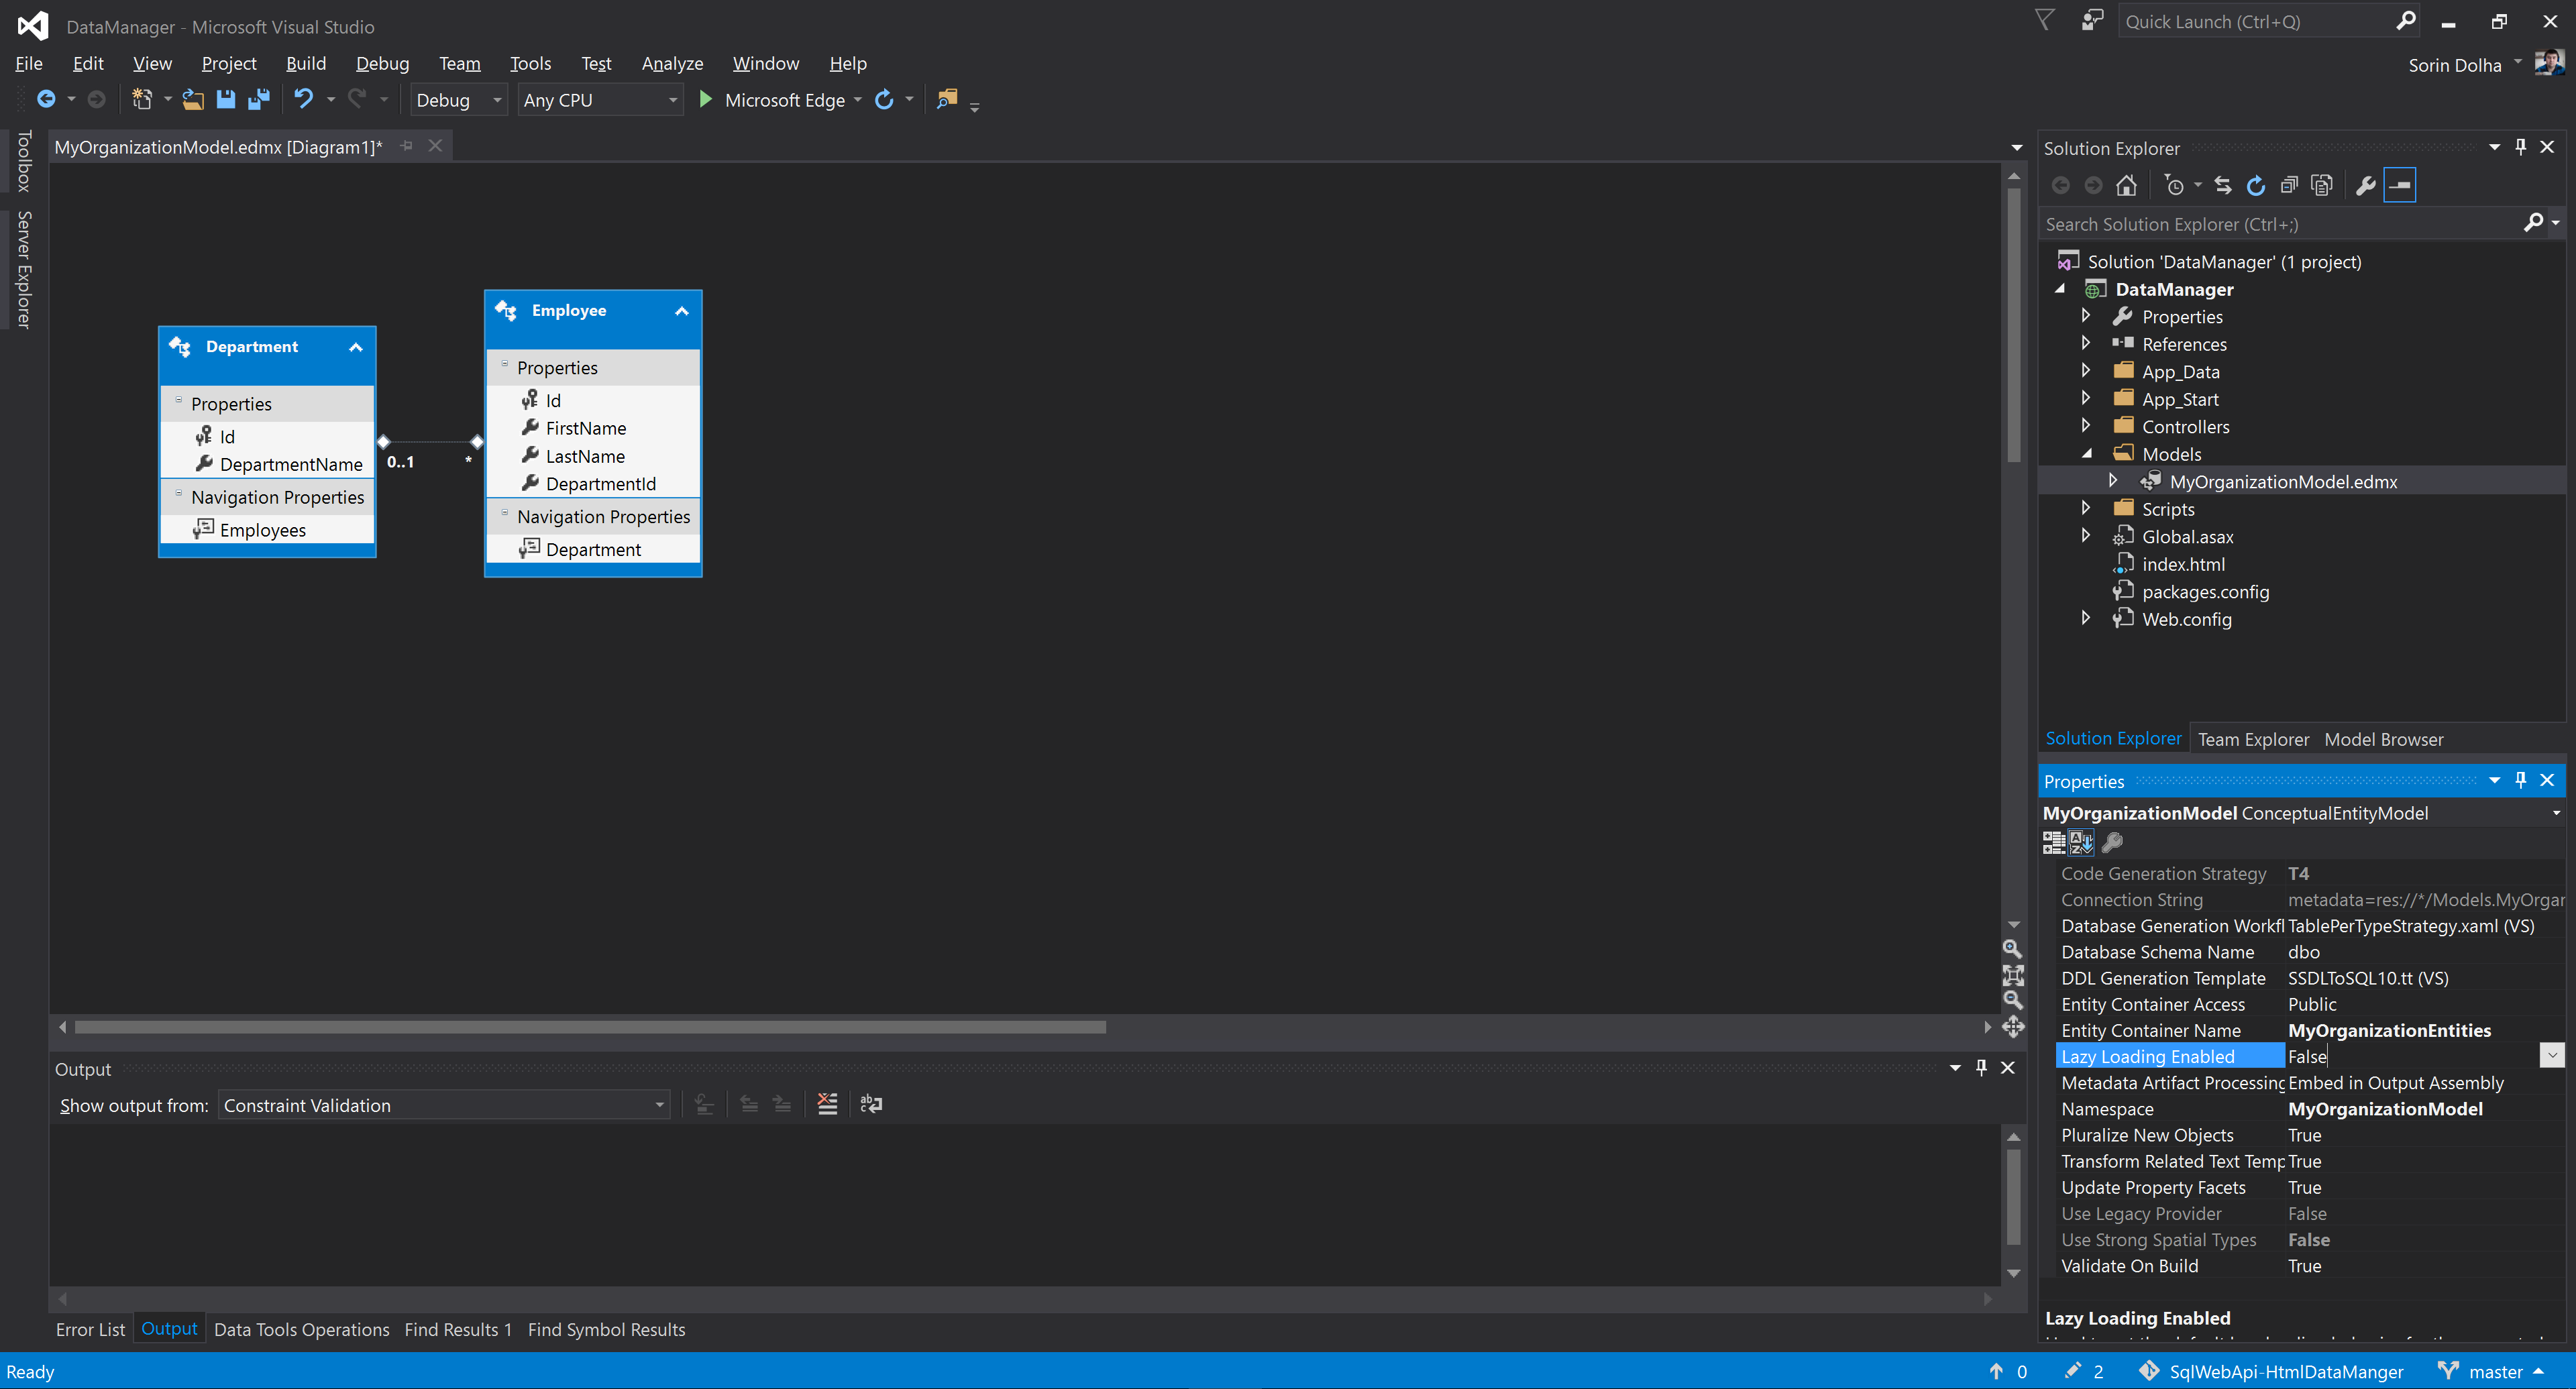 DataManager - Microsoft Visual Studio
Quick Launch (Ctrl+Q)
File Edit View Project Build Debug Team Tools Test Analyze Window Help
Sorin Dolha
Debug Any CPU Microsoft Edge
Toolbox
Server Explorer
MyOrganizationModel.edmx [Diagram1]*
Department
Properties
Id
DepartmentName
Navigation Properties
Employees
0..1
*
Employee
Properties
Id
FirstName
LastName
DepartmentId
Navigation Properties
Department
Output
Show output from: Constraint Validation
Error List Output Data Tools Operations Find Results 1 Find Symbol Results
Solution Explorer
Search Solution Explorer (Ctrl+;)
Solution 'DataManager' (1 project)
DataManager
Properties
References
App_Data
App_Start
Controllers
Models
MyOrganizationModel.edmx
Scripts
Global.asax
index.html
packages.config
Web.config
Solution Explorer Team Explorer Model Browser
Properties
MyOrganizationModel ConceptualEntityModel
Code Generation Strategy T4
Connection String metadata=res://*/Models.MyOrgar
Database Generation Workfl TablePerTypeStrategy.xaml (VS)
Database Schema Name dbo
DDL Generation Template SSDLToSQL10.tt (VS)
Entity Container Access Public
Entity Container Name MyOrganizationEntities
Lazy Loading Enabled False
Metadata Artifact Processing Embed in Output Assembly
Namespace MyOrganizationModel
Pluralize New Objects True
Transform Related Text Temp True
Update Property Facets True
Use Legacy Provider False
Use Strong Spatial Types False
Validate On Build True
Lazy Loading Enabled
Ready
0 2 SqlWebApi-HtmlDataManger master